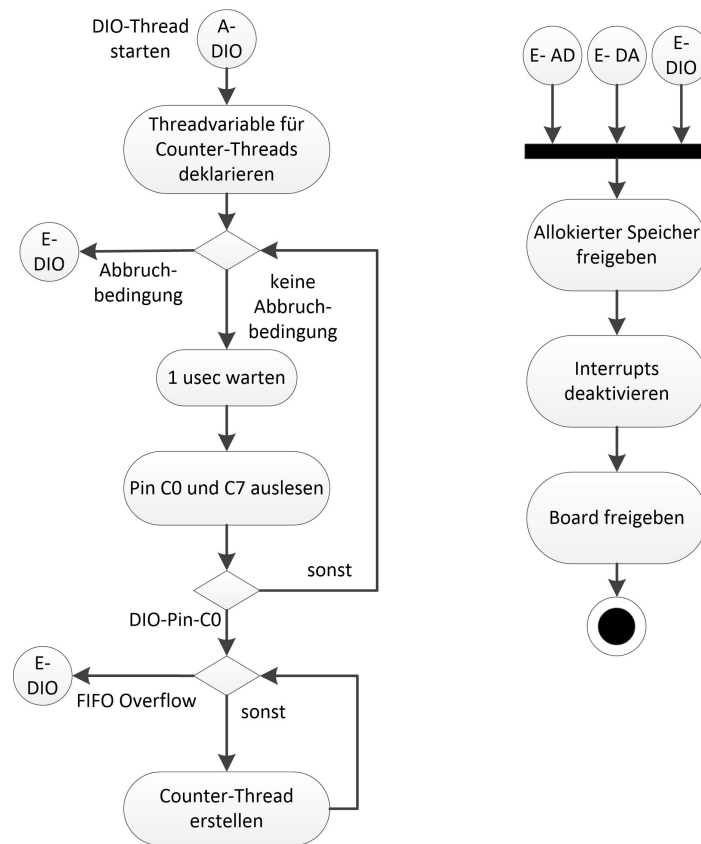 DIO-Thread
starten
A-
DIO
Threadvariable für
Counter-Threads
deklarieren
E-
DIO
Abbruch-
bedingung
keine
Abbruch-
bedingung
1 usec warten
Pin C0 und C7 auslesen
sonst
DIO-Pin-C0
E-
DIO
FIFO Overflow
sonst
Counter-Thread
erstellen
E- AD
E- DA
E-
DIO
Allokierter Speicher
freigeben
Interrupts
deaktivieren
Board freigeben